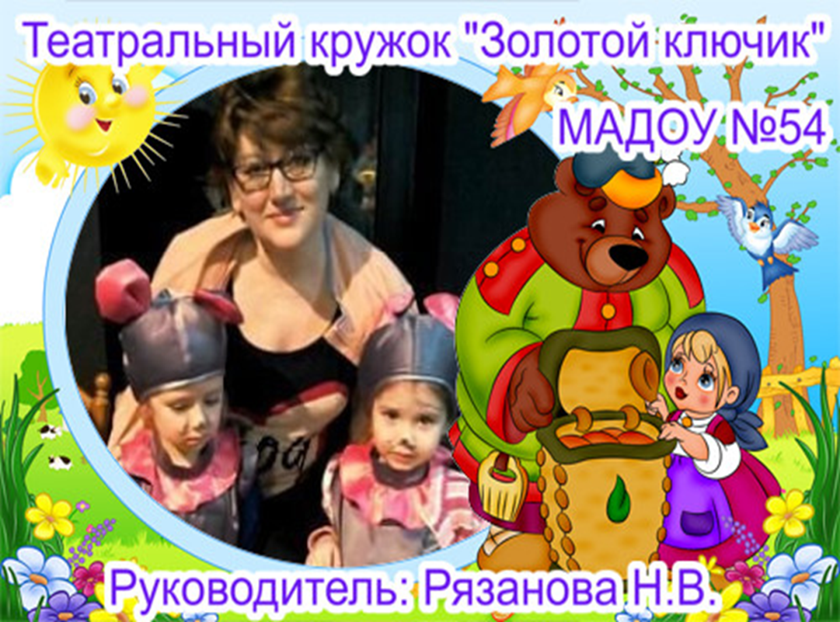 Театральный кружок "Золотой ключик"
МАДОУ №54
Руководитель: Рязанова Н.В.